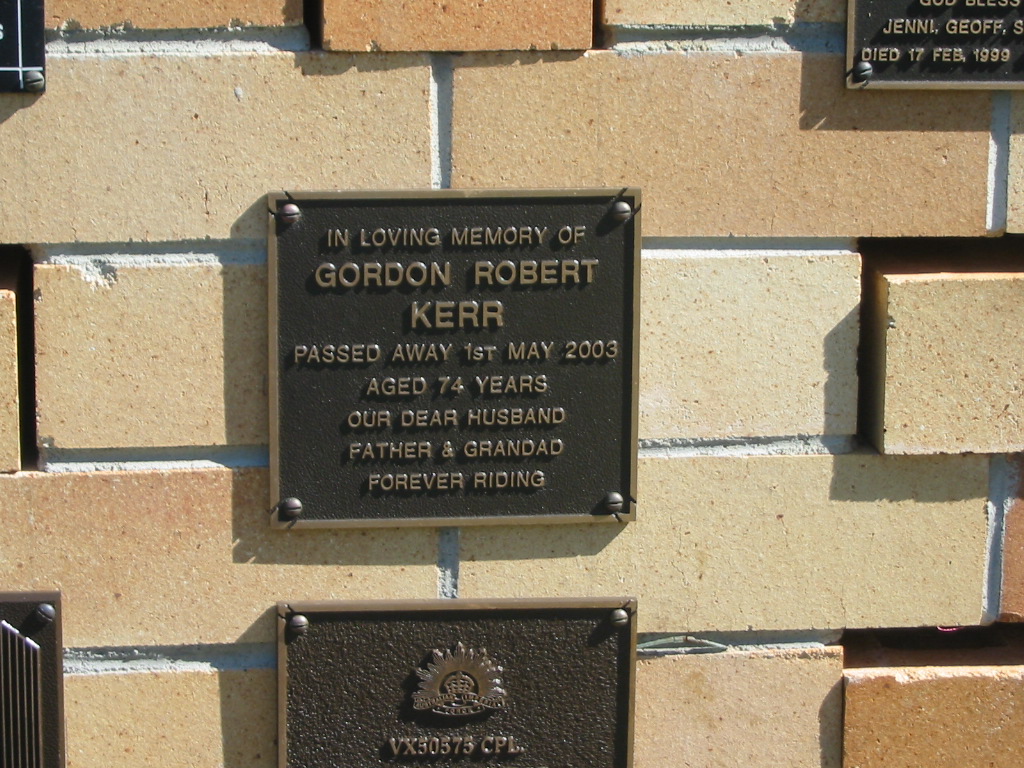 GOD BLESS
JENNI, GEOFF, S
DIED 17 FEB, 1999
IN LOVING MEMORY OF
GORDON ROBERT
KERR
PASSED AWAY 1ST MAY 2003
AGED 74 YEARS
OUR DEAR HUSBAND
FATHER & GRANDAD
FOREVER RIDING
VX50575 CPL.